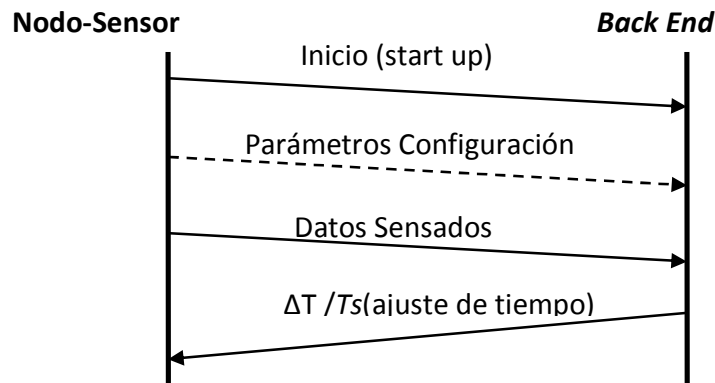 Nodo-Sensor Back End
Inicio (start up)
Parámetros Configuración
Datos Sensados
ΔT /Ts(ajuste de tiempo)